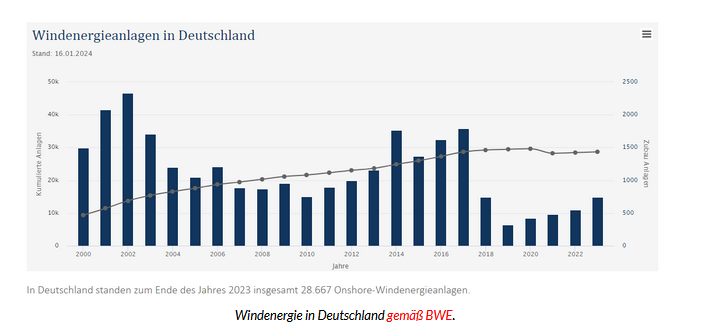 Windenergieanlagen in Deutschland
Stand: 16.01.2024
50k
40k
30k
20k
10k
0
Kumulierte Anlagen
2500
2000
1500
1000
500
0
Zubau Anlagen
2000 2002 2004 2006 2008 2010 2012 2014 2016 2018 2020 2022
Jahre
In Deutschland standen zum Ende des Jahres 2023 insgesamt 28.667 Onshore-Windenergieanlagen.
Windenergie in Deutschland gemäß BWE.